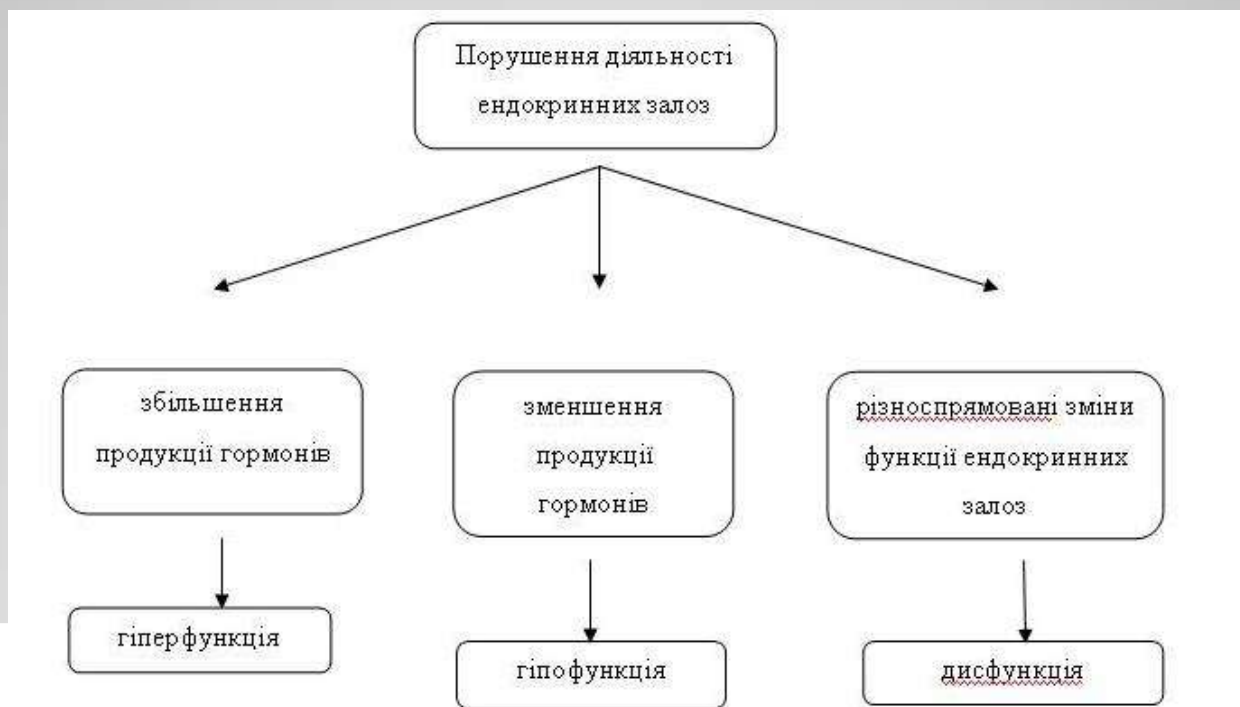 Порушення діяльності
ендокринних залоз
збільшення
продукції гормонів
зменшення
продукції
гормонів
різноспрямовані зміни
функції ендокринних
залоз
гіперфункція
гіпофункція
дисфункція